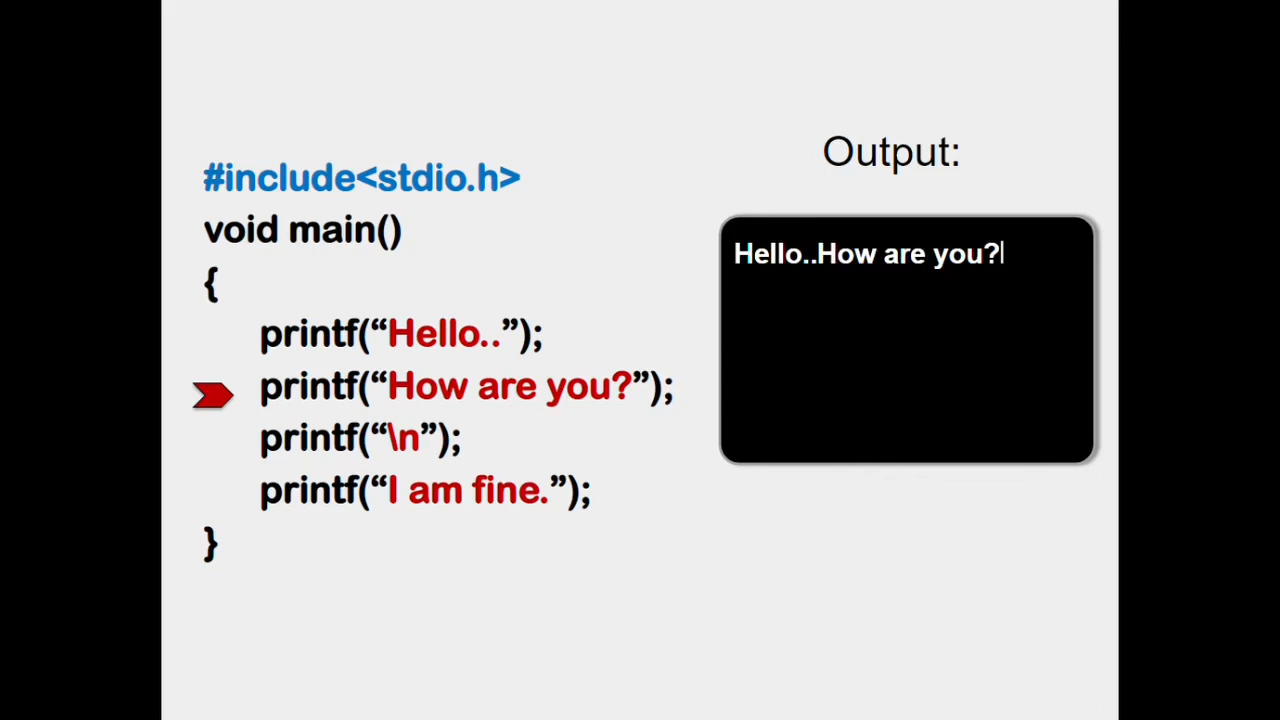 #include<stdio.h>
void main()
{
printf(“Hello..”);
printf(“How are you?”);
printf(“\n”);
printf(“I am fine.”);
}
Output:
Hello..How are you?